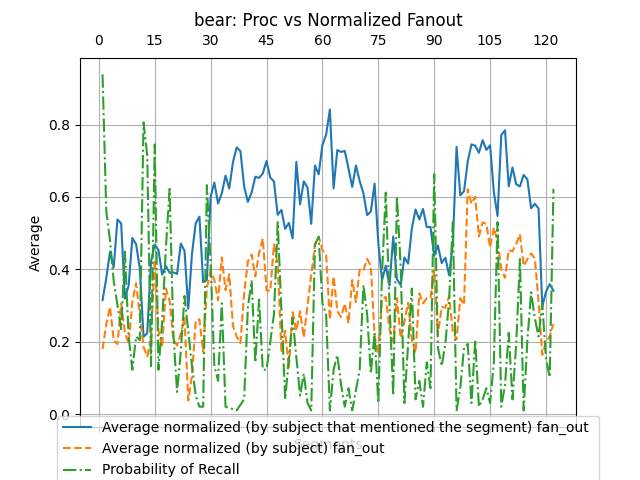 bear: Proc vs Normalized Fanout
0 15 30 45 60 75 90 105 120
0.8
0.6
0.4
0.2
0.0
Average
Segments
Average normalized (by subject that mentioned the segment) fan_out
Average normalized (by subject) fan_out
Probability of Recall